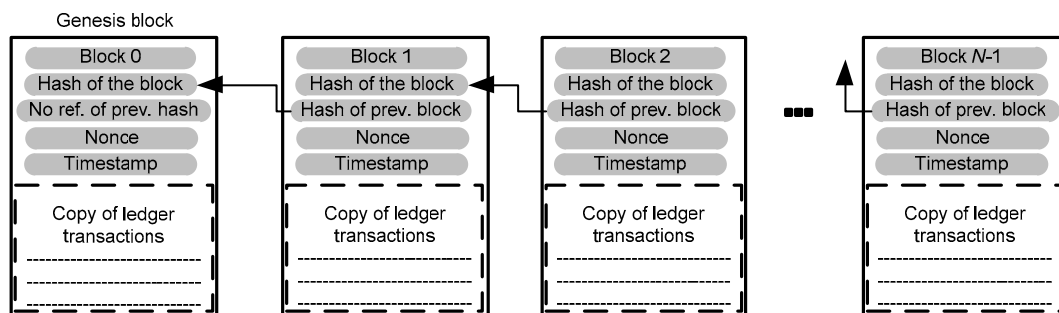 Genesis block
Block 0
Hash of the block
No ref. of prev. hash
Nonce
Timestamp
Copy of ledger
transactions
Block 1
Hash of the block
Hash of prev. block
Nonce
Timestamp
Copy of ledger
transactions
Block 2
Hash of the block
Hash of prev. block
Nonce
Timestamp
Copy of ledger
transactions
Block N-1
Hash of the block
Hash of prev. block
Nonce
Timestamp
Copy of ledger
transactions